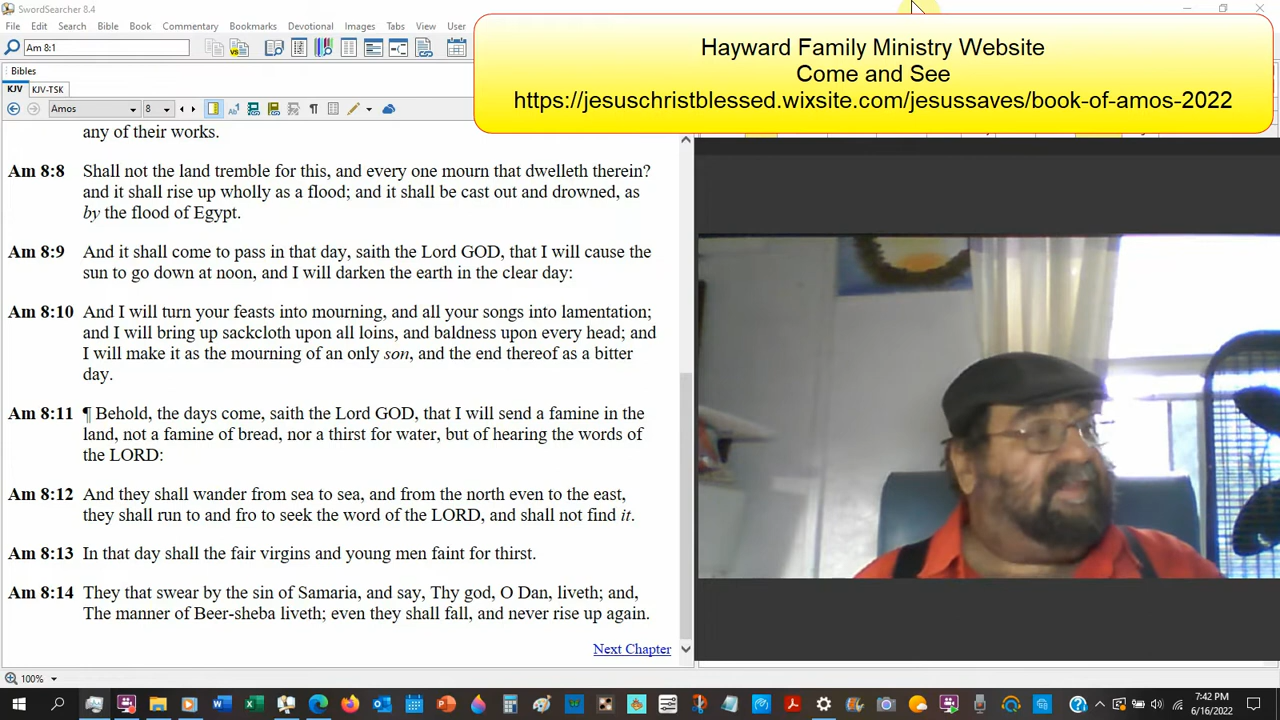 SwordSearcher 8.4
File Edit Search Bible Book Commentary Bookmarks Devotional Images Tabs View User
Am 8:1
Hayward Family Ministry Website
Come and See
https://jesuschristblessed.wixsite.com/jesussaves/book-of-amos-2022
Bibles
KJV KJV-TSK
Amos 8
any of their works.
Am 8:8 Shall not the land tremble for this, and every one mourn that dwelleth therein?
and it shall rise up wholly as a flood; and it shall be cast out and drowned, as
by the flood of Egypt.
Am 8:9 And it shall come to pass in that day, saith the Lord GOD, that I will cause the
sun to go down at noon, and I will darken the earth in the clear day:
Am 8:10 And I will turn your feasts into mourning, and all your songs into lamentation;
and I will bring up sackcloth upon all loins, and baldness upon every head; and
I will make it as the mourning of an only son, and the end thereof as a bitter
day.
Am 8:11 ¶ Behold, the days come, saith the Lord GOD, that I will send a famine in the
land, not a famine of bread, nor a thirst for water, but of hearing the words of
the LORD:
Am 8:12 And they shall wander from sea to sea, and from the north even to the east,
they shall run to and fro to seek the word of the LORD, and shall not find it.
Am 8:13 In that day shall the fair virgins and young men faint for thirst.
Am 8:14 They that swear by the sin of Samaria, and say, Thy god, O Dan, liveth; and,
The manner of Beer-sheba liveth; even they shall fall, and never rise up again.
Next Chapter
100%
7:42 PM
6/16/2022